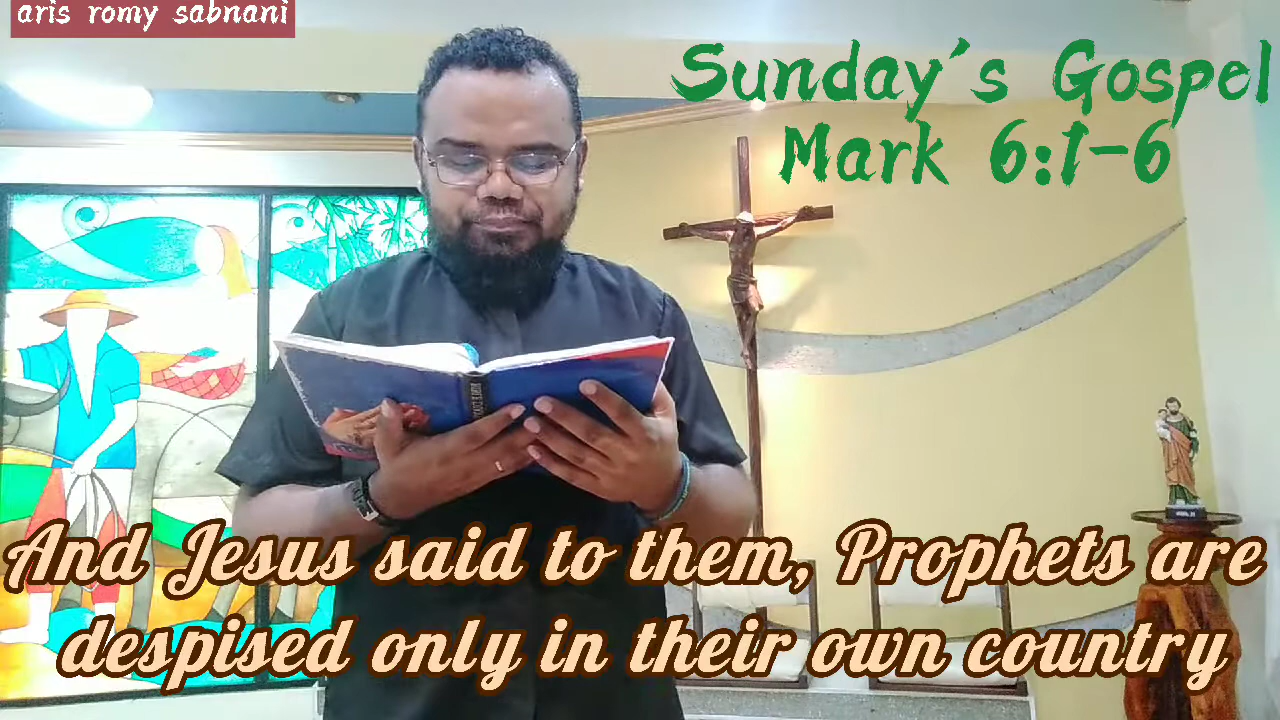 aris romy sabnani
Sunday's Gospel
Mark 6:1-6
And Jesus said to them, Prophets are
despised only in their own country